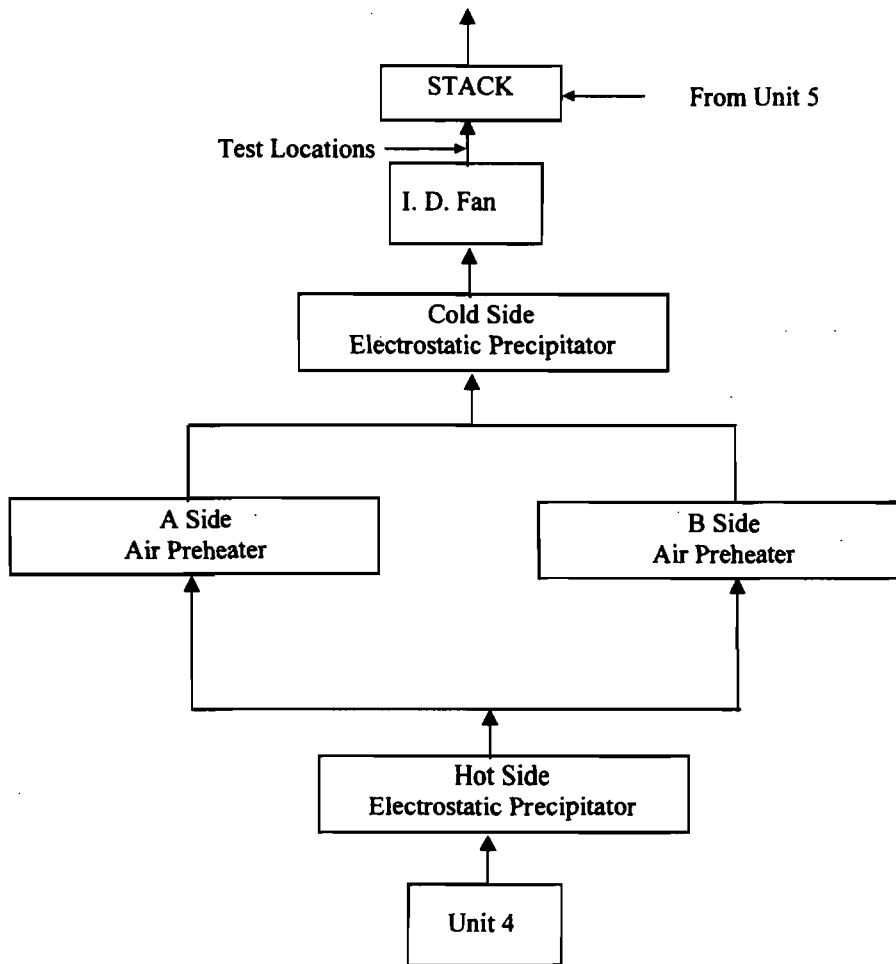 STACK
From Unit 5
Test Locations
I. D. Fan
Cold Side
Electrostatic Precipitator
A Side
Air Preheater
B Side
Air Preheater
Hot Side
Electrostatic Precipitator
Unit 4